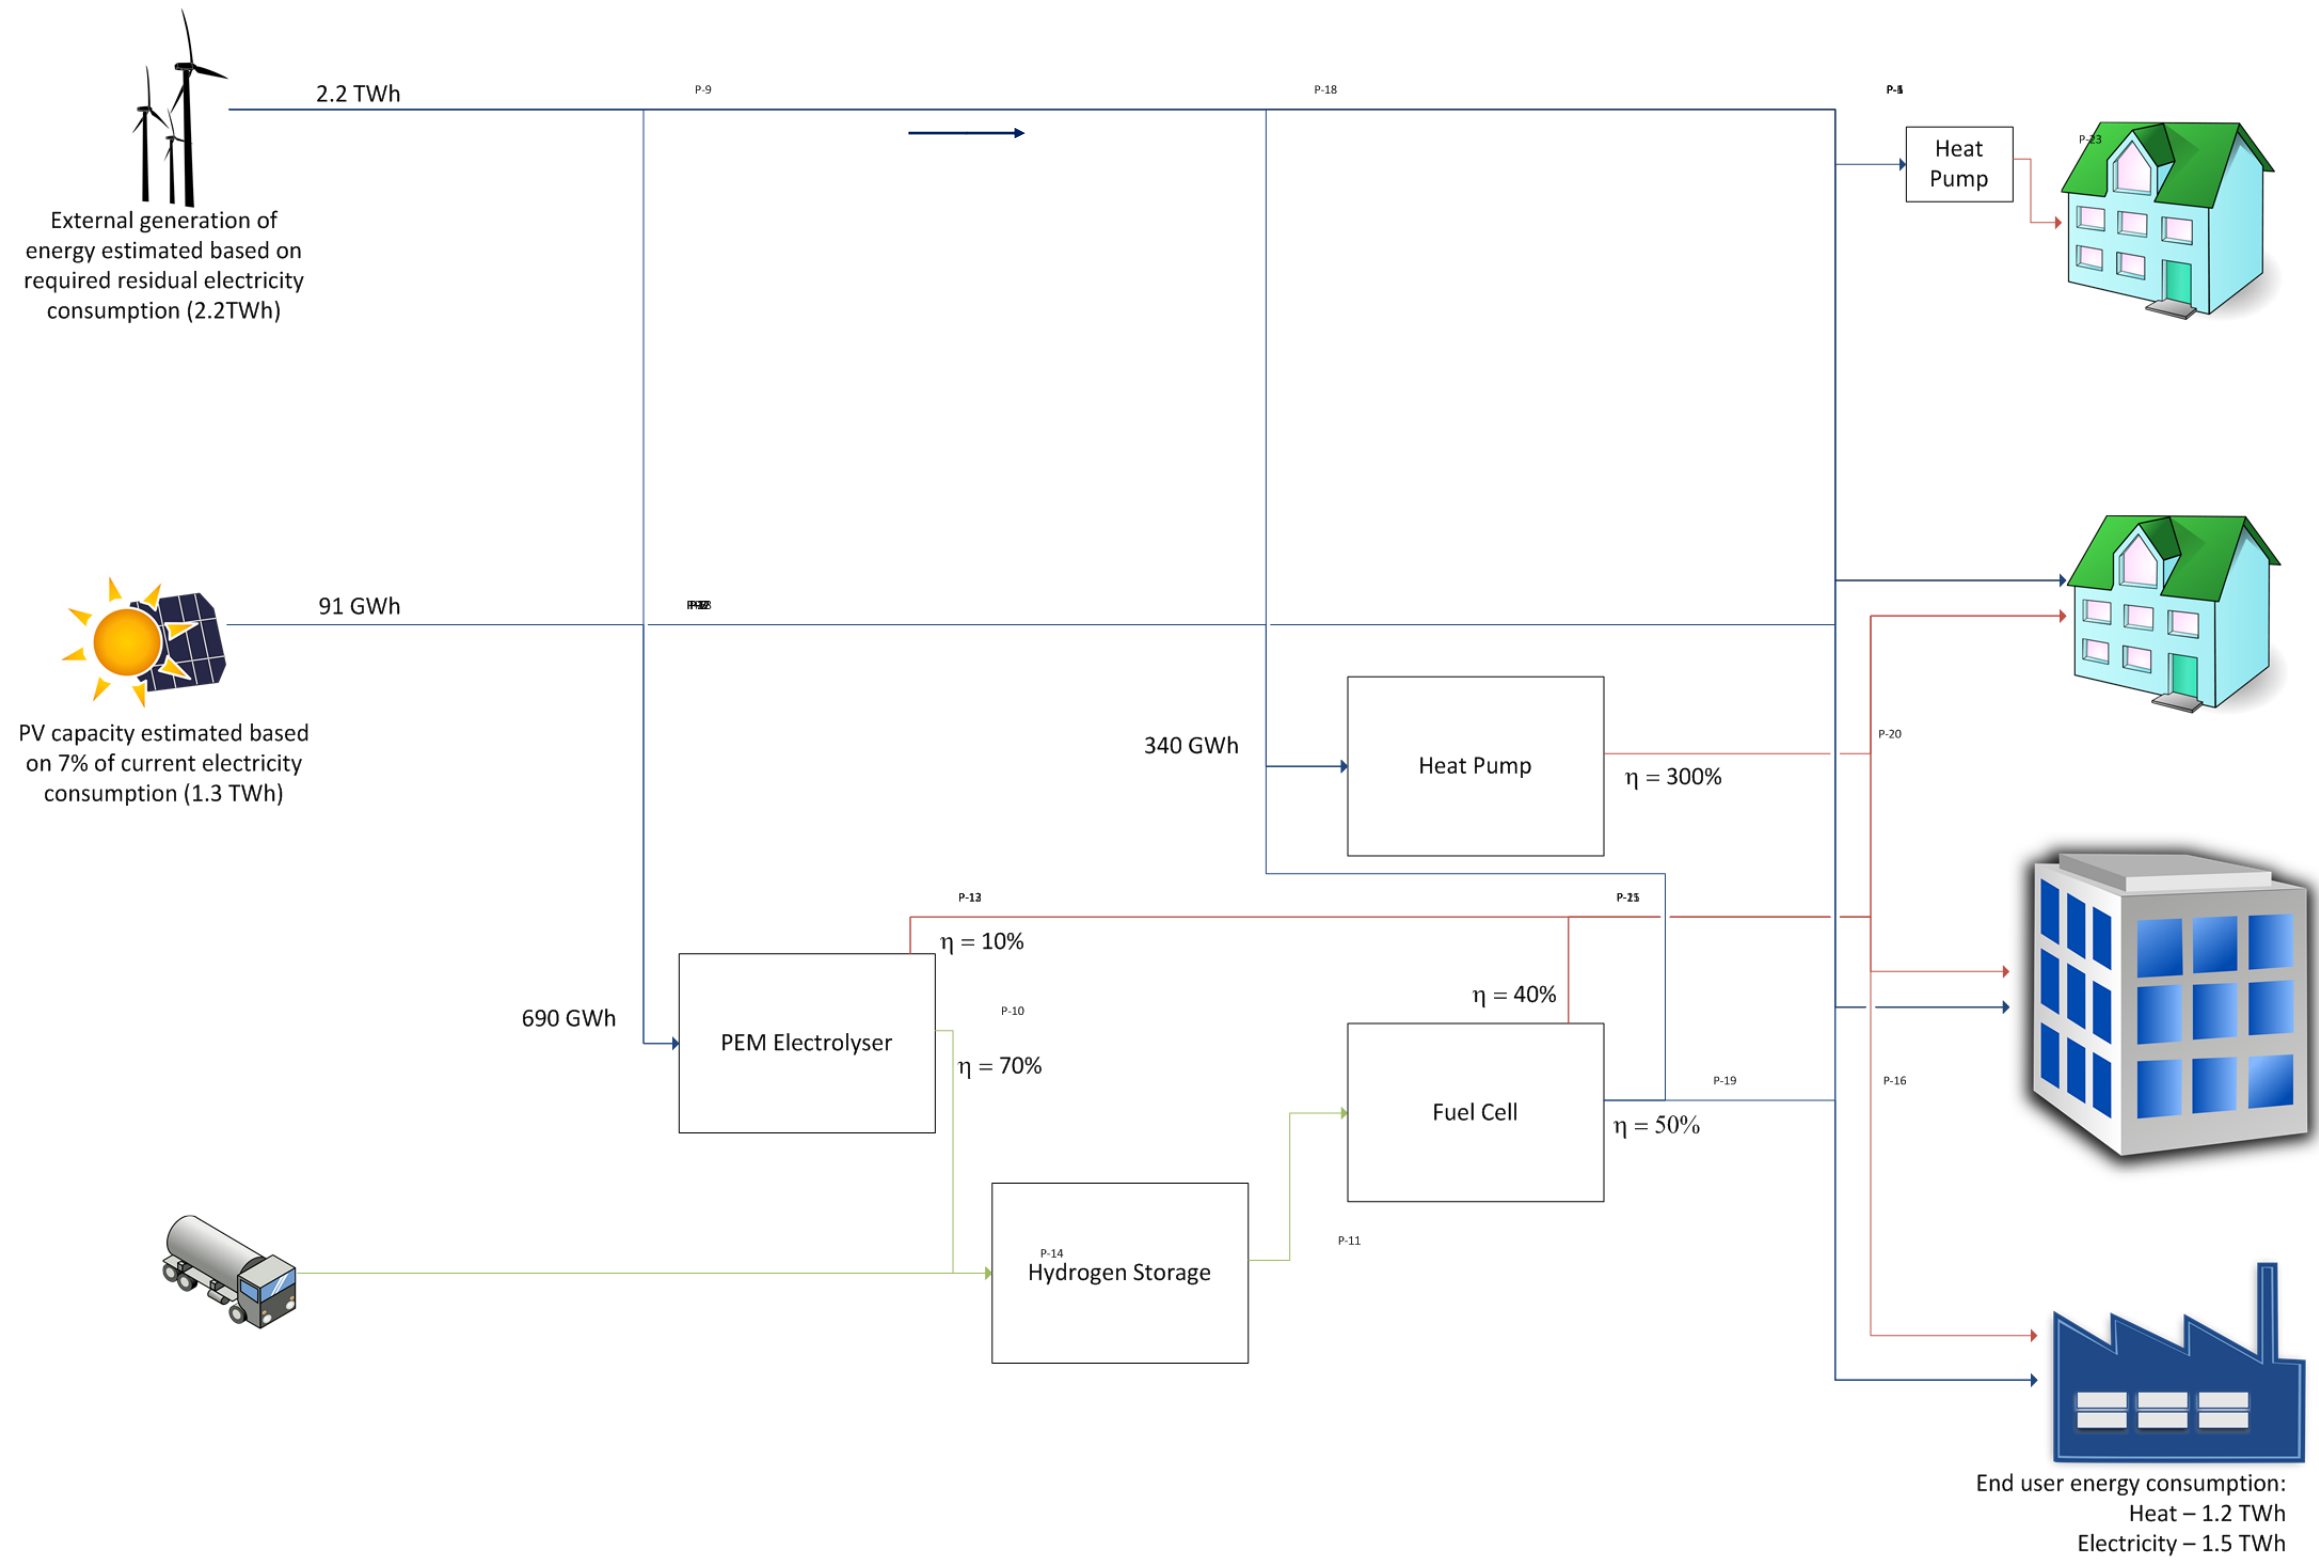 2.2 TWh
P-9
P-18
Heat
Pump
P-23
External generation of
energy estimated based on
required residual electricity
consumption (2.2TWh)
91 GWh
PV capacity estimated based
on 7% of current electricity
consumption (1.3 TWh)
340 GWh
Heat Pump
η = 300%
P-20
η = 10%
η = 40%
690 GWh
PEM Electrolyser
P-10
η = 70%
Fuel Cell
P-19
η = 50%
P-16
P-11
P-14
Hydrogen Storage
End user energy consumption:
Heat – 1.2 TWh
Electricity – 1.5 TWh